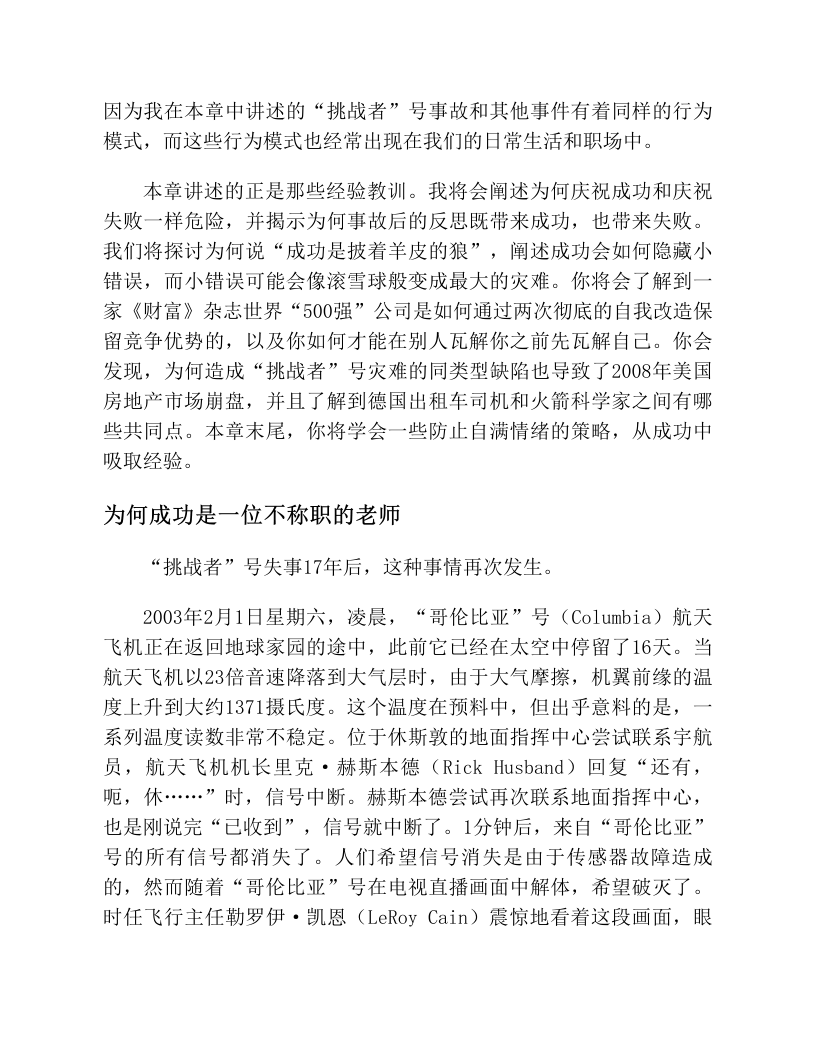 因为我在本章中讲述的“挑战者”号事故和其他事件有着同样的行为
模式，而这些行为模式也经常出现在我们的日常生活和职场中。
本章讲述的正是那些经验教训。我将会阐述为何庆祝成功和庆祝
失败一样危险，并揭示为何事故后的反思既带来成功，也带来失败。
我们将探讨为何说“成功是披着羊皮的狼”，阐述成功会如何隐藏小
错误，而小错误可能会像滚雪球般变成最大的灾难。你将会了解到一
家《财富》杂志世界“500强”公司是如何通过两次彻底的自我改造保
留竞争优势的，以及你如何才能在别人瓦解你之前先瓦解自己。你会
发现，为何造成“挑战者”号灾难的同类型缺陷也导致了2008年美国
房地产市场崩盘，并且了解到德国出租车司机和火箭科学家之间有哪
些共同点。本章末尾，你将学会一些防止自满情绪的策略，从成功中
吸取经验。
为何成功是一位不称职的老师
“挑战者”号失事17年后，这种事情再次发生。
2003年2月1日星期六，凌晨，“哥伦比亚”号（Columbia）航天
飞机正在返回地球家园的途中，此前它已经在太空中停留了16天。当
航天飞机以23倍音速降落到大气层时，由于大气摩擦，机翼前缘的温
度上升到大约1371摄氏度。这个温度在预料中，但出乎意料的是，一
系列温度读数非常不稳定。位于休斯敦的地面指挥中心尝试联系宇航
员，航天飞机机长里克·赫斯本德（Rick Husband）回复“还有，
呃，休……”时，信号中断。赫斯本德尝试再次联系地面指挥中心，
也是刚说完“已收到”，信号就中断了。1分钟后，来自“哥伦比亚”
号的所有信号都消失了。人们希望信号消失是由于传感器故障造成
的，然而随着“哥伦比亚”号在电视直播画面中解体，希望破灭了。
时任飞行主任勒罗伊·凯恩（LeRoy Cain）震惊地看着这段画面，眼